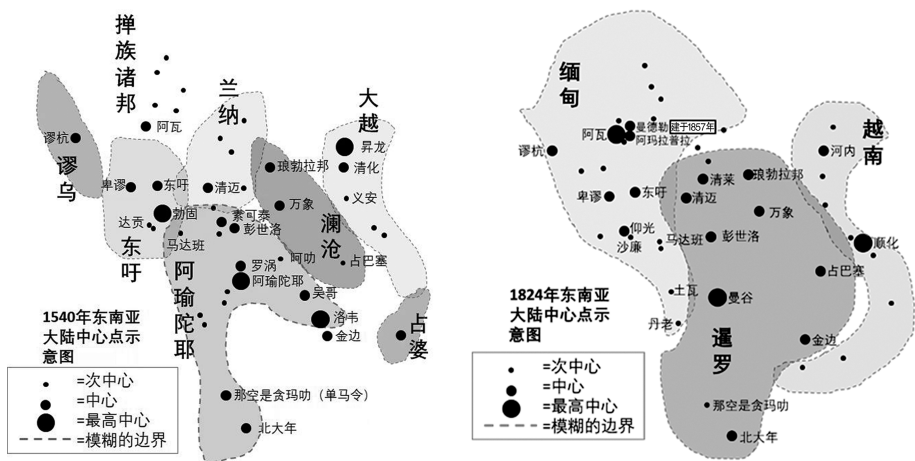 掸族诸邦
兰纳
大越
阿瓦
昇龙
谬杭
琅勃拉邦
清化
谬乌
卑谬
东吁
清迈
义安
万象
勃固
素可泰
达贡
彭世洛
澜沧
东吁
马达班
阿瑜陀耶
呵叻
占巴塞
罗涡
阿瑜陀耶
吴哥
洛韦
占婆
金边
1540年东南亚
大陆中心点示
意图
=次中心
=中心
=最高中心
=模糊的边界
那空是贪玛叻（单马令）
北大年
缅甸
越南
阿瓦
曼德勒
建于1857年
阿玛拉普拉
谬杭
河内
清莱
琅勃拉邦
卑谬
东吁
清迈
万象
仰光
沙廉
马达班
彭世洛
顺化
占巴塞
土瓦
曼谷
丹老
暹罗
金边
1824年东南亚
大陆中心点示
意图
=次中心
=中心
=最高中心
=模糊的边界
那空是贪玛叻
北大年